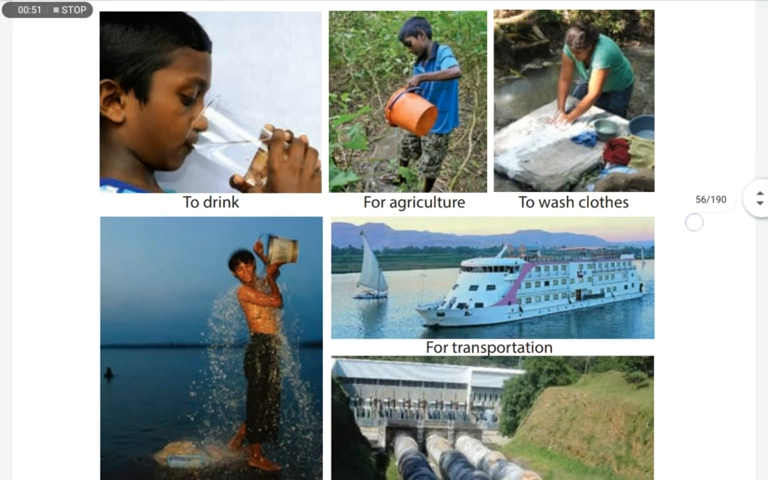 00:51 STOP
To drink
For agriculture
To wash clothes
56/190
For transportation